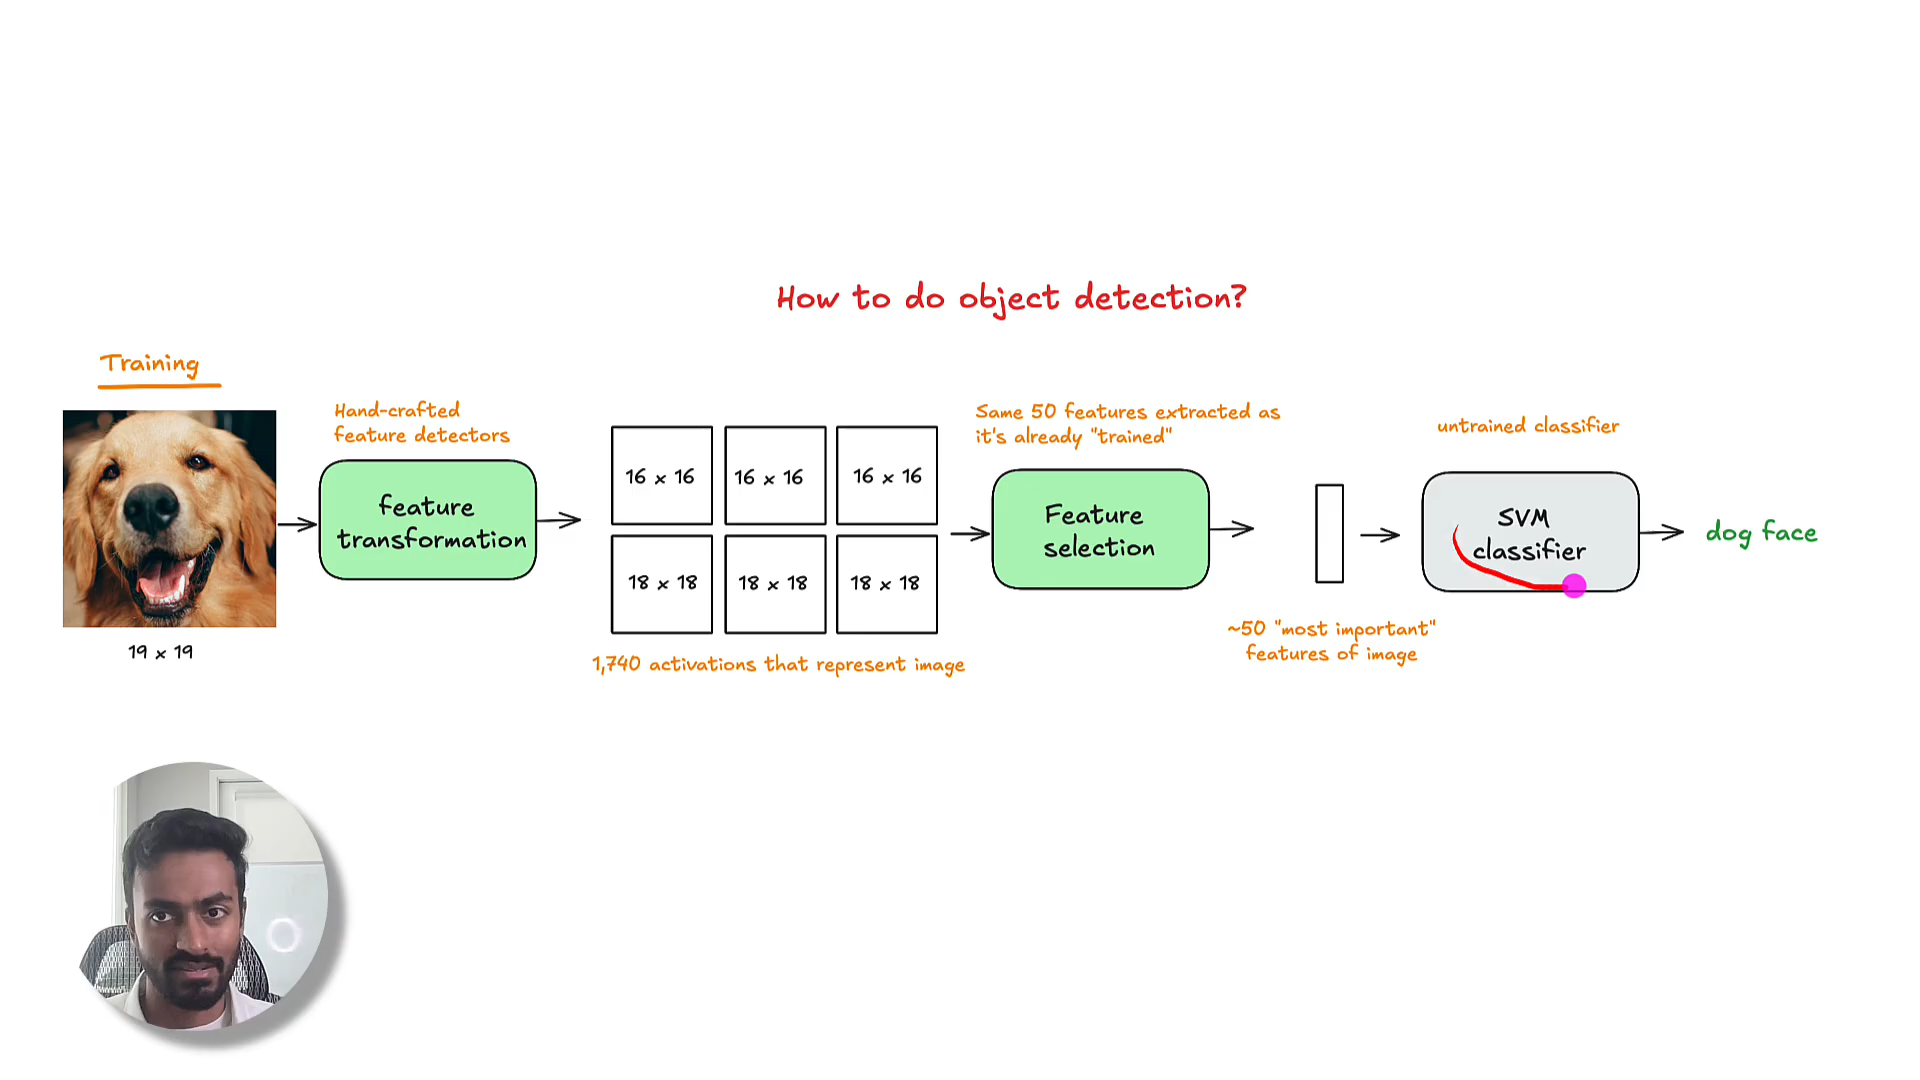 How to do object detection?
Training
Hand-crafted
feature detectors
feature
transformation
19 x 19
16 x 16
16 x 16
16 x 16
18 x 18
18 x 18
18 x 18
1,740 activations that represent image
Same 50 features extracted as
it's already "trained"
Feature
selection
~50 "most important"
features of image
untrained classifier
SVM
classifier
dog face